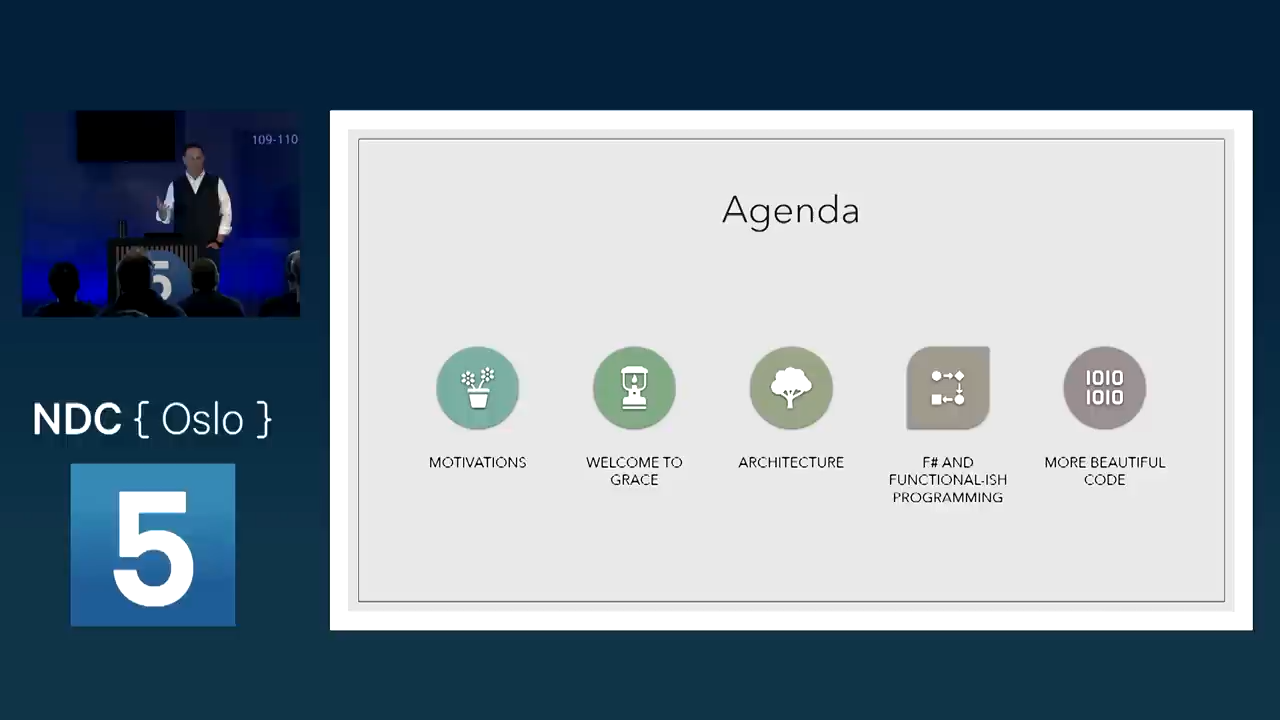 109-110
5
NDC { Oslo }
5
Agenda
MOTIVATIONS
WELCOME TO
GRACE
ARCHITECTURE
F# AND
FUNCTIONAL-ISH
PROGRAMMING
1010
1010
MORE BEAUTIFUL
CODE